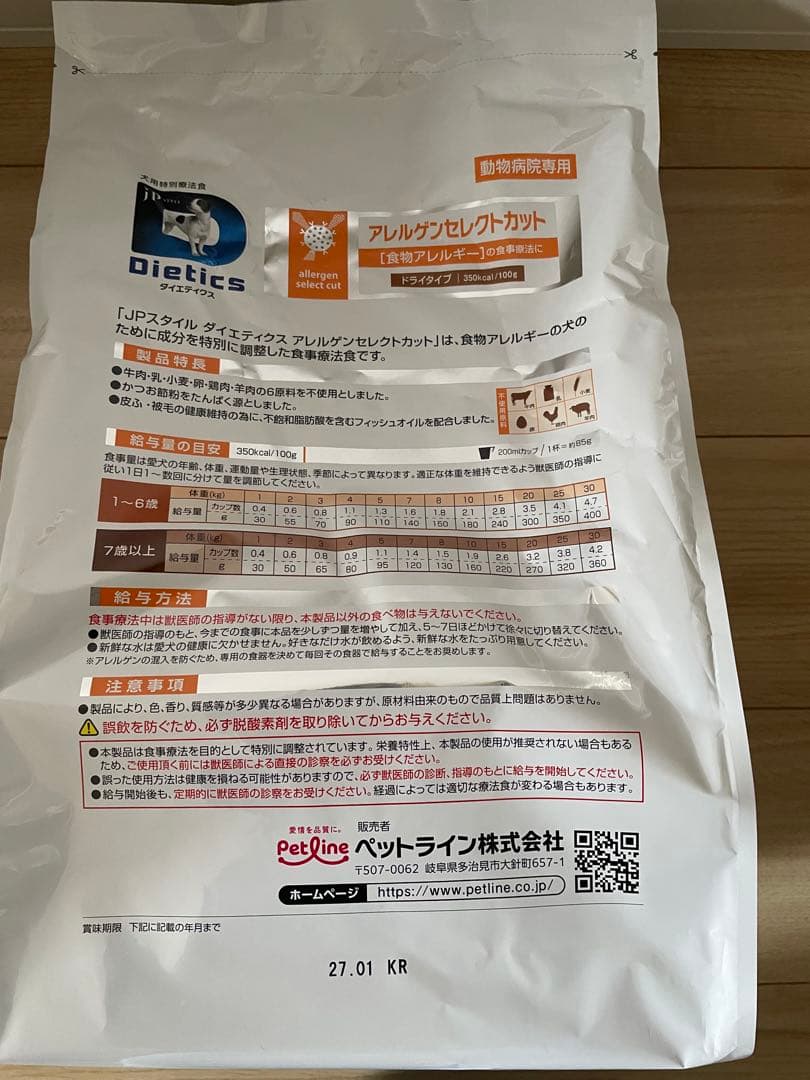 動物病院専用
犬用特別療法食
JP STYLE
Dietics
ダイエティクス
allergen
select cut
アレルゲンセレクトカット
[食物アレルギー]の食事療法に
ドライタイプ | 350kcal/100g
「JPスタイル ダイエティクス アレルゲンセレクトカット」は、食物アレルギーの犬の
ために成分を特別に調整した食事療法食です。
製品特長
●牛肉・乳・小麦・卵・鶏肉・羊肉の6原料を不使用としました。
●かつお節粉をたんぱく源としました。
●皮ふ・被毛の健康維持の為に、不飽和脂肪酸を含むフィッシュオイルを配合しました。
不使用原料
牛肉 乳 小麦
卵 鶏肉 羊肉
給与量の目安 350kcal/100g
200mlカップ / 1杯=約85g
食事量は愛犬の年齢、体重、運動量や生理状態、季節によって異なります。適正な体重を維持できるよう獣医師の指導に
従い1日1〜数回に分けて量を調節してください。
1〜6歳
体重(kg) 1 2 3 4 5 7 8 10 15 20 25 30
給与量 カップ数 0.4 0.6 0.8 1.1 1.3 1.6 1.8 2.1 2.8 3.5 4.1 4.7
g 30 55 70 90 110 140 150 180 240 300 350 400
7歳以上
体重(kg) 1 2 3 4 5 7 8 10 15 20 25 30
給与量 カップ数 0.4 0.6 0.8 0.9 1.1 1.4 1.5 1.9 2.6 3.2 3.8 4.2
g 30 50 65 80 95 120 130 160 220 270 320 360
給与方法
食事療法中は獣医師の指導がない限り、本製品以外の食べ物は与えないでください。
●獣医師の指導のもと、今までの食事に本品を少しずつ量を増やして加え、5〜7日ほどかけて徐々に切り替えてください。
●新鮮な水は愛犬の健康に欠かせません。好きなだけ水が飲めるよう、新鮮な水をたっぷり用意してください。
※アレルゲンの混入を防ぐため、専用の食器を決めて毎回その食器で給与することをお奨めします。
注意事項
●製品により、色、香り、質感等が多少異なる場合がありますが、原材料由来のもので品質上問題はありません。
誤飲を防ぐため、必ず脱酸素剤を取り除いてからお与えください。
●本製品は食事療法を目的として特別に調整されています。栄養特性上、本製品の使用が推奨されない場合もある
ため、ご使用頂く前には獣医師による直接の診察を必ずお受けください。
●誤った使用方法は健康を損ねる可能性がありますので、必ず獣医師の診断、指導のもとに給与を開始してください。
●給与開始後も、定期的に獣医師の診察をお受けください。経過によっては適切な療法食が変わる場合もあります。
愛情を品質に。
Petline
販売者
ペットライン株式会社
〒507-0062 岐阜県多治見市大針町657-1
ホームページ https://www.petline.co.jp/
賞味期限 下記に記載の年月まで
27.01 KR